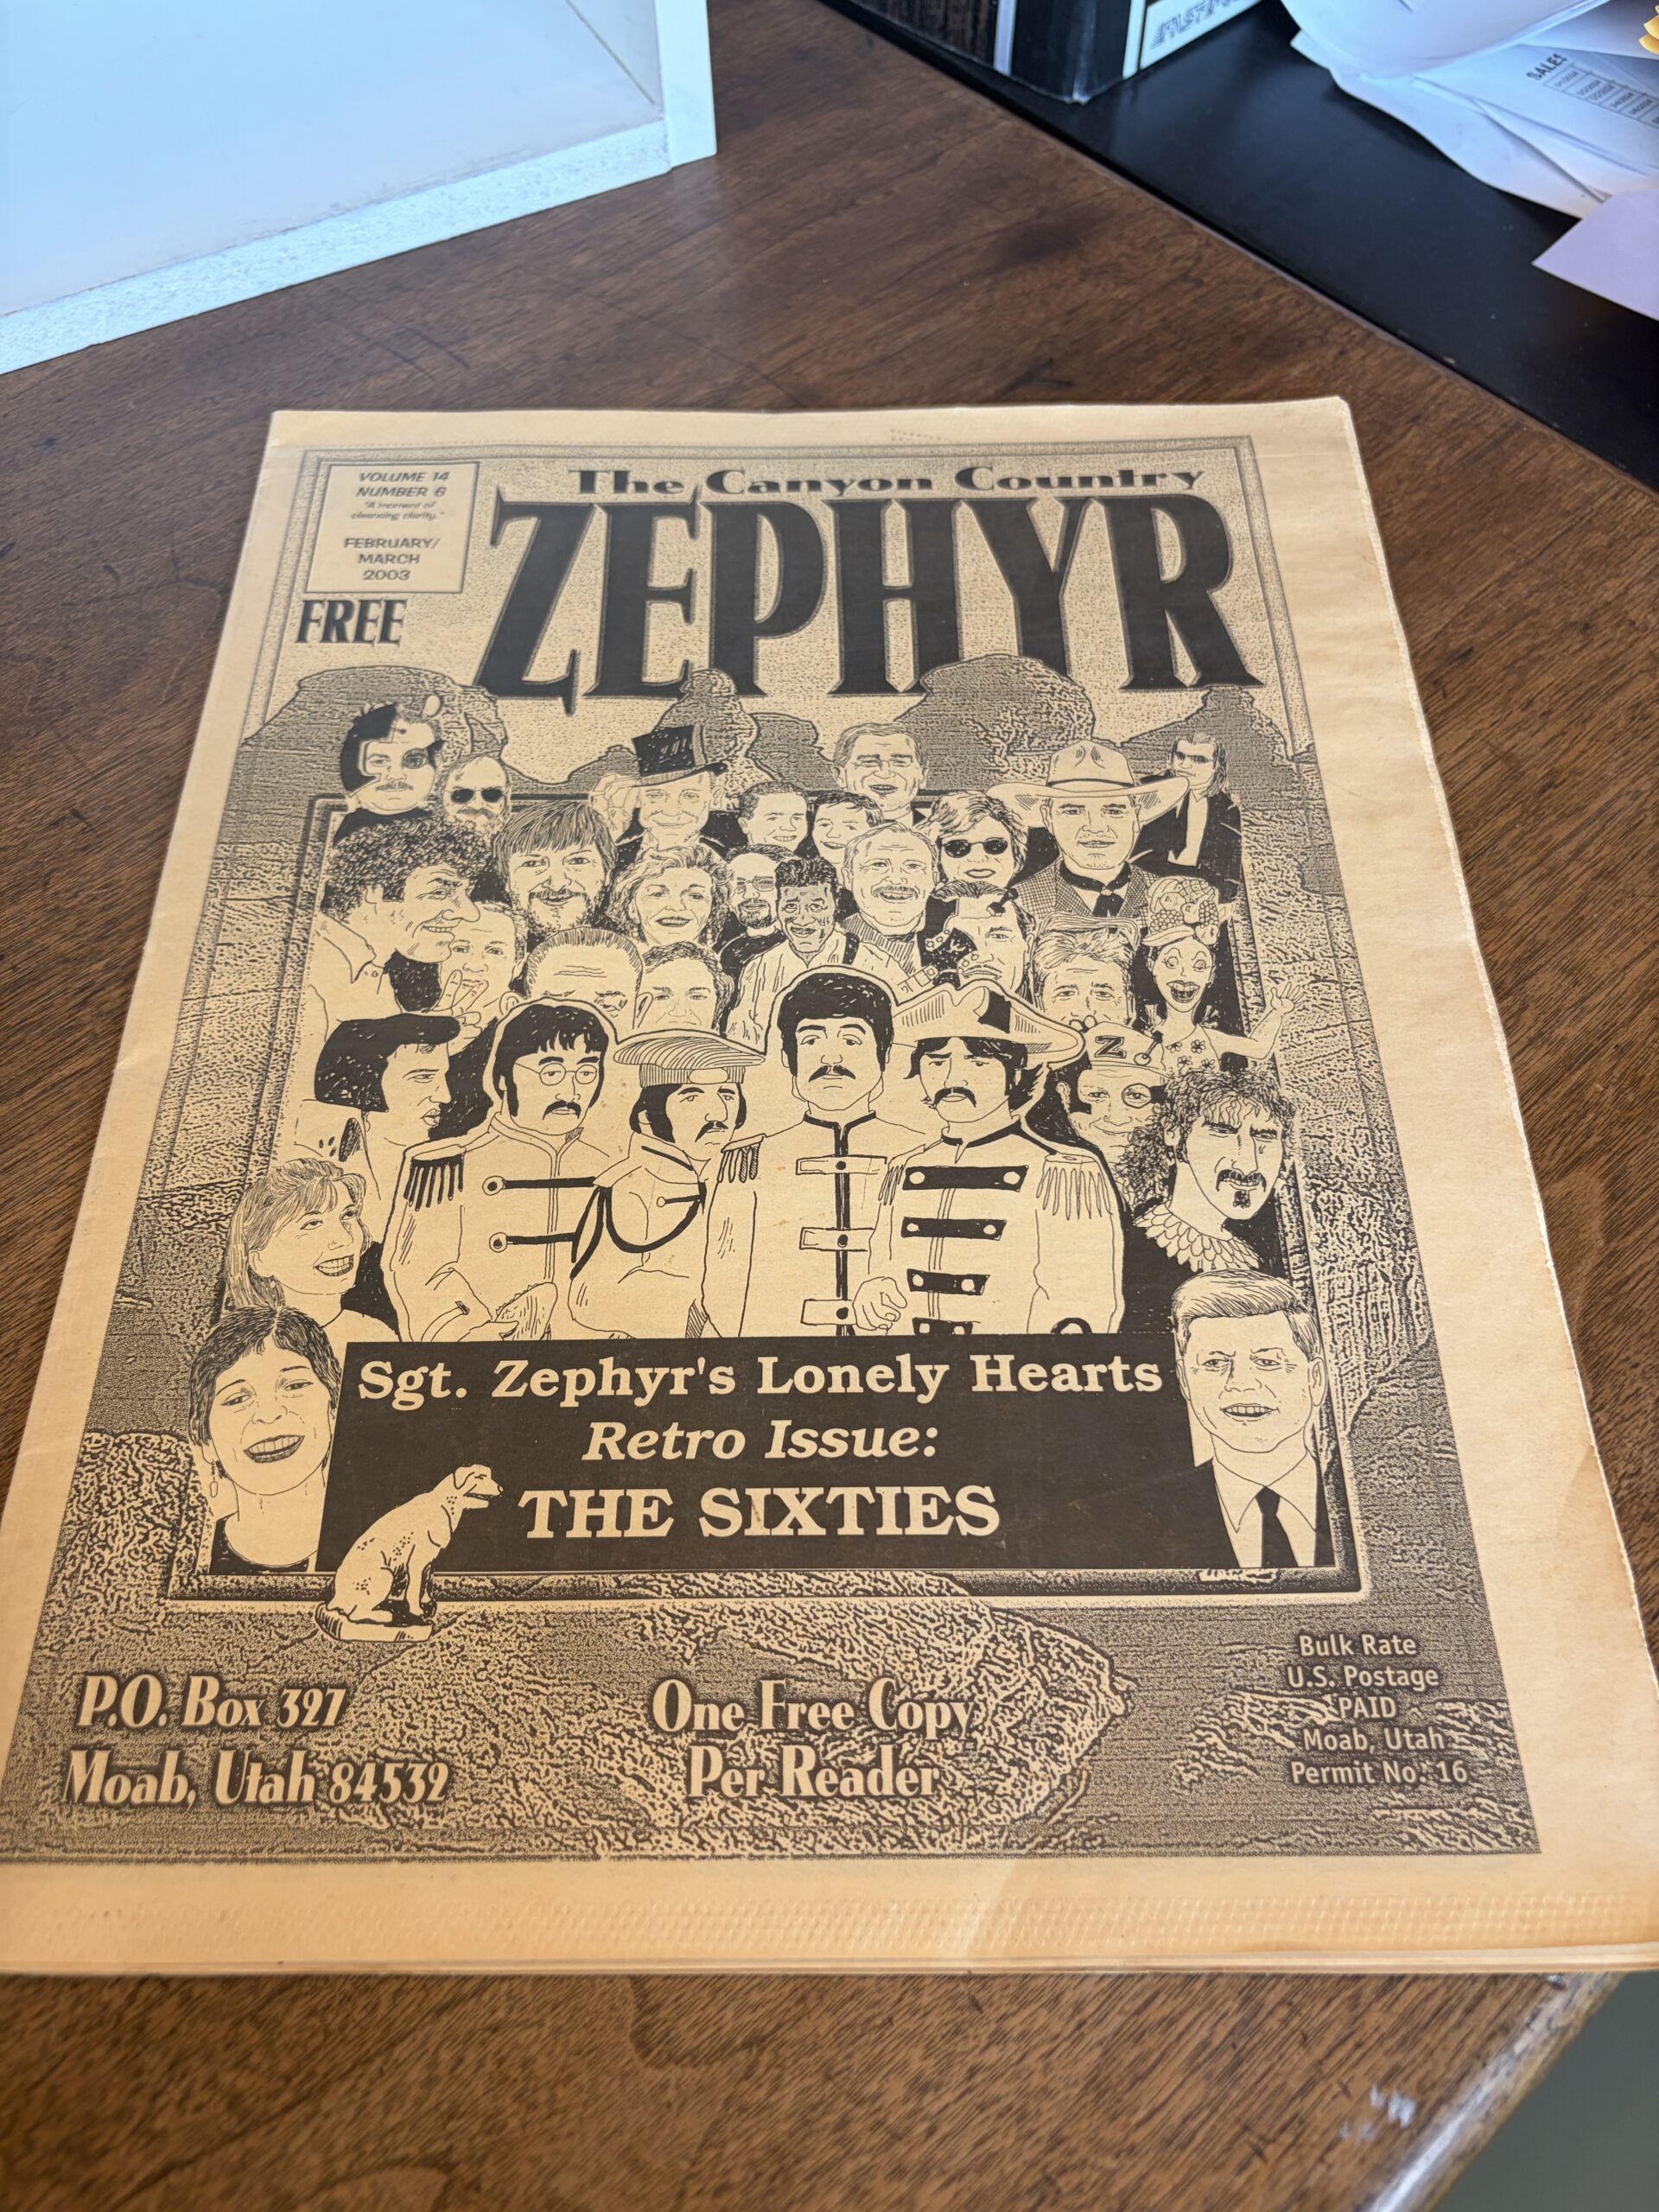 VOLUME 14
NUMBER 6
"A moment of
cleansing clarity."
FEBRUARY/
MARCH
2003
FREE
The Canyon Country
ZEPHYR
Z
Sgt. Zephyr's Lonely Hearts
Retro Issue:
THE SIXTIES
P.O. Box 327
Moab, Utah 84532
One Free Copy
Per Reader
Bulk Rate
U.S. Postage
PAID
Moab, Utah
Permit No. 16
SALES